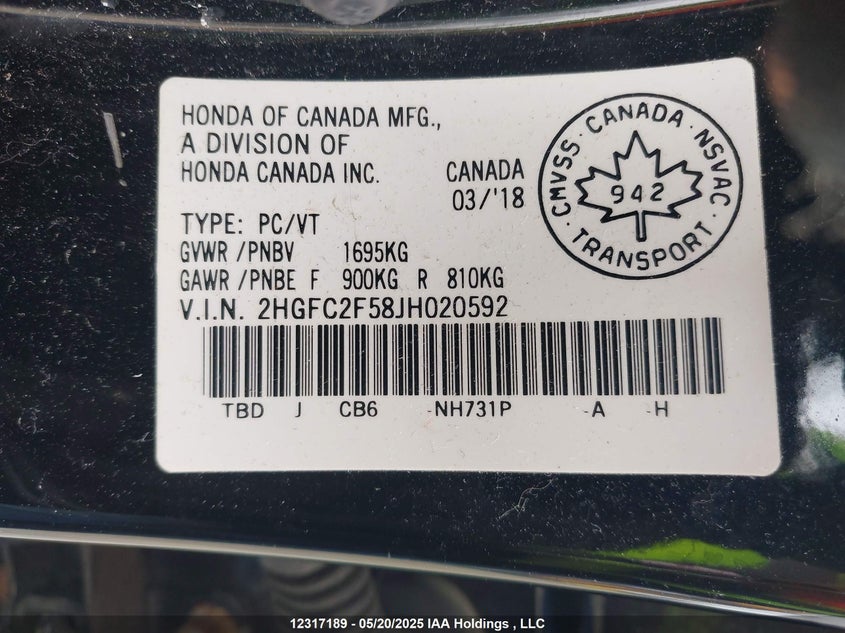 HONDA OF CANADA MFG.,
A DIVISION OF
HONDA CANADA INC.
CANADA
03/'18
TYPE: PC/VT
GVWR/PNBV 1695KG
GAWR/PNBE F 900KG R 810KG
V.I.N. 2HGFC2F58JH020592
TBD J CB6 -NH731P -A -H
CMVSS · CANADA · NSVAC
942
· TRANSPORT ·
12317189 - 05/20/2025 IAA Holdings , LLC